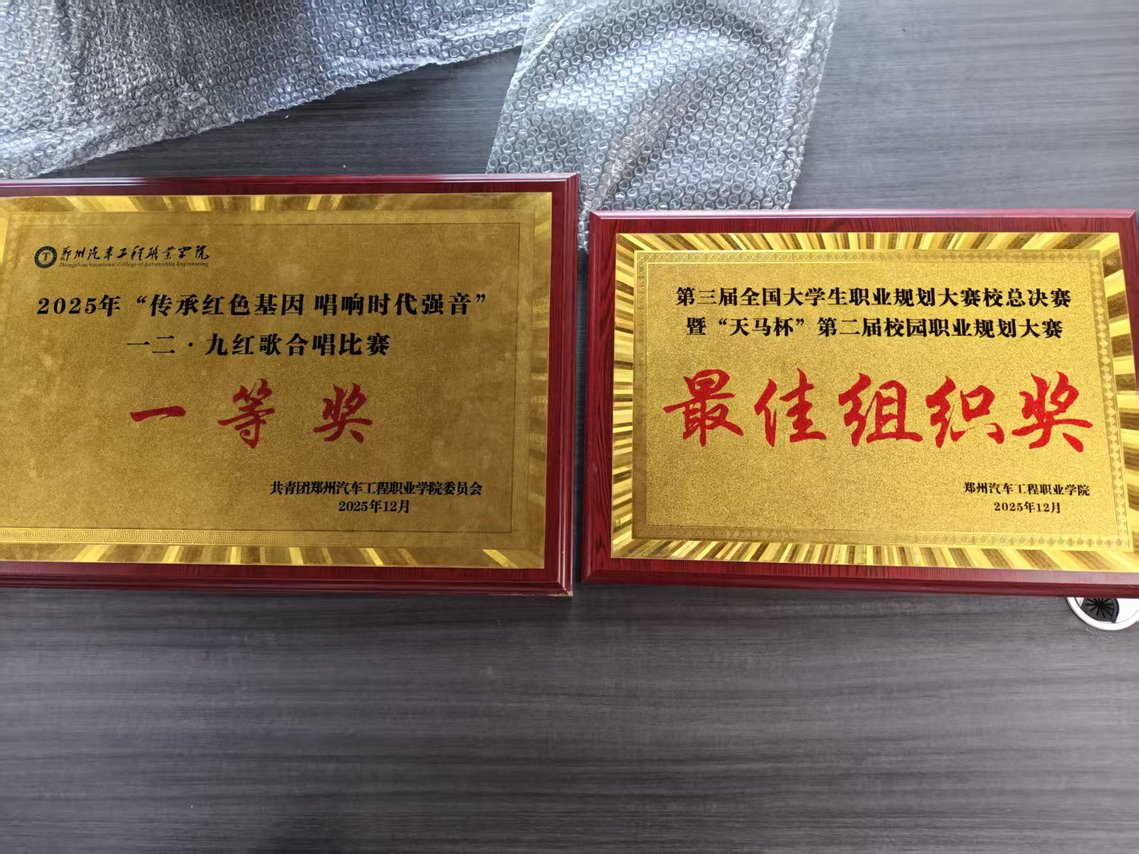 郑州汽车工程职业学院
Zhengzhou Vocational College of Automobile Engineering
2025年“传承红色基因 唱响时代强音”
一二·九红歌合唱比赛
一等奖
共青团郑州汽车工程职业学院委员会
2025年12月
第三届全国大学生职业规划大赛校总决赛
暨“天马杯”第二届校园职业规划大赛
最佳组织奖
郑州汽车工程职业学院
2025年12月